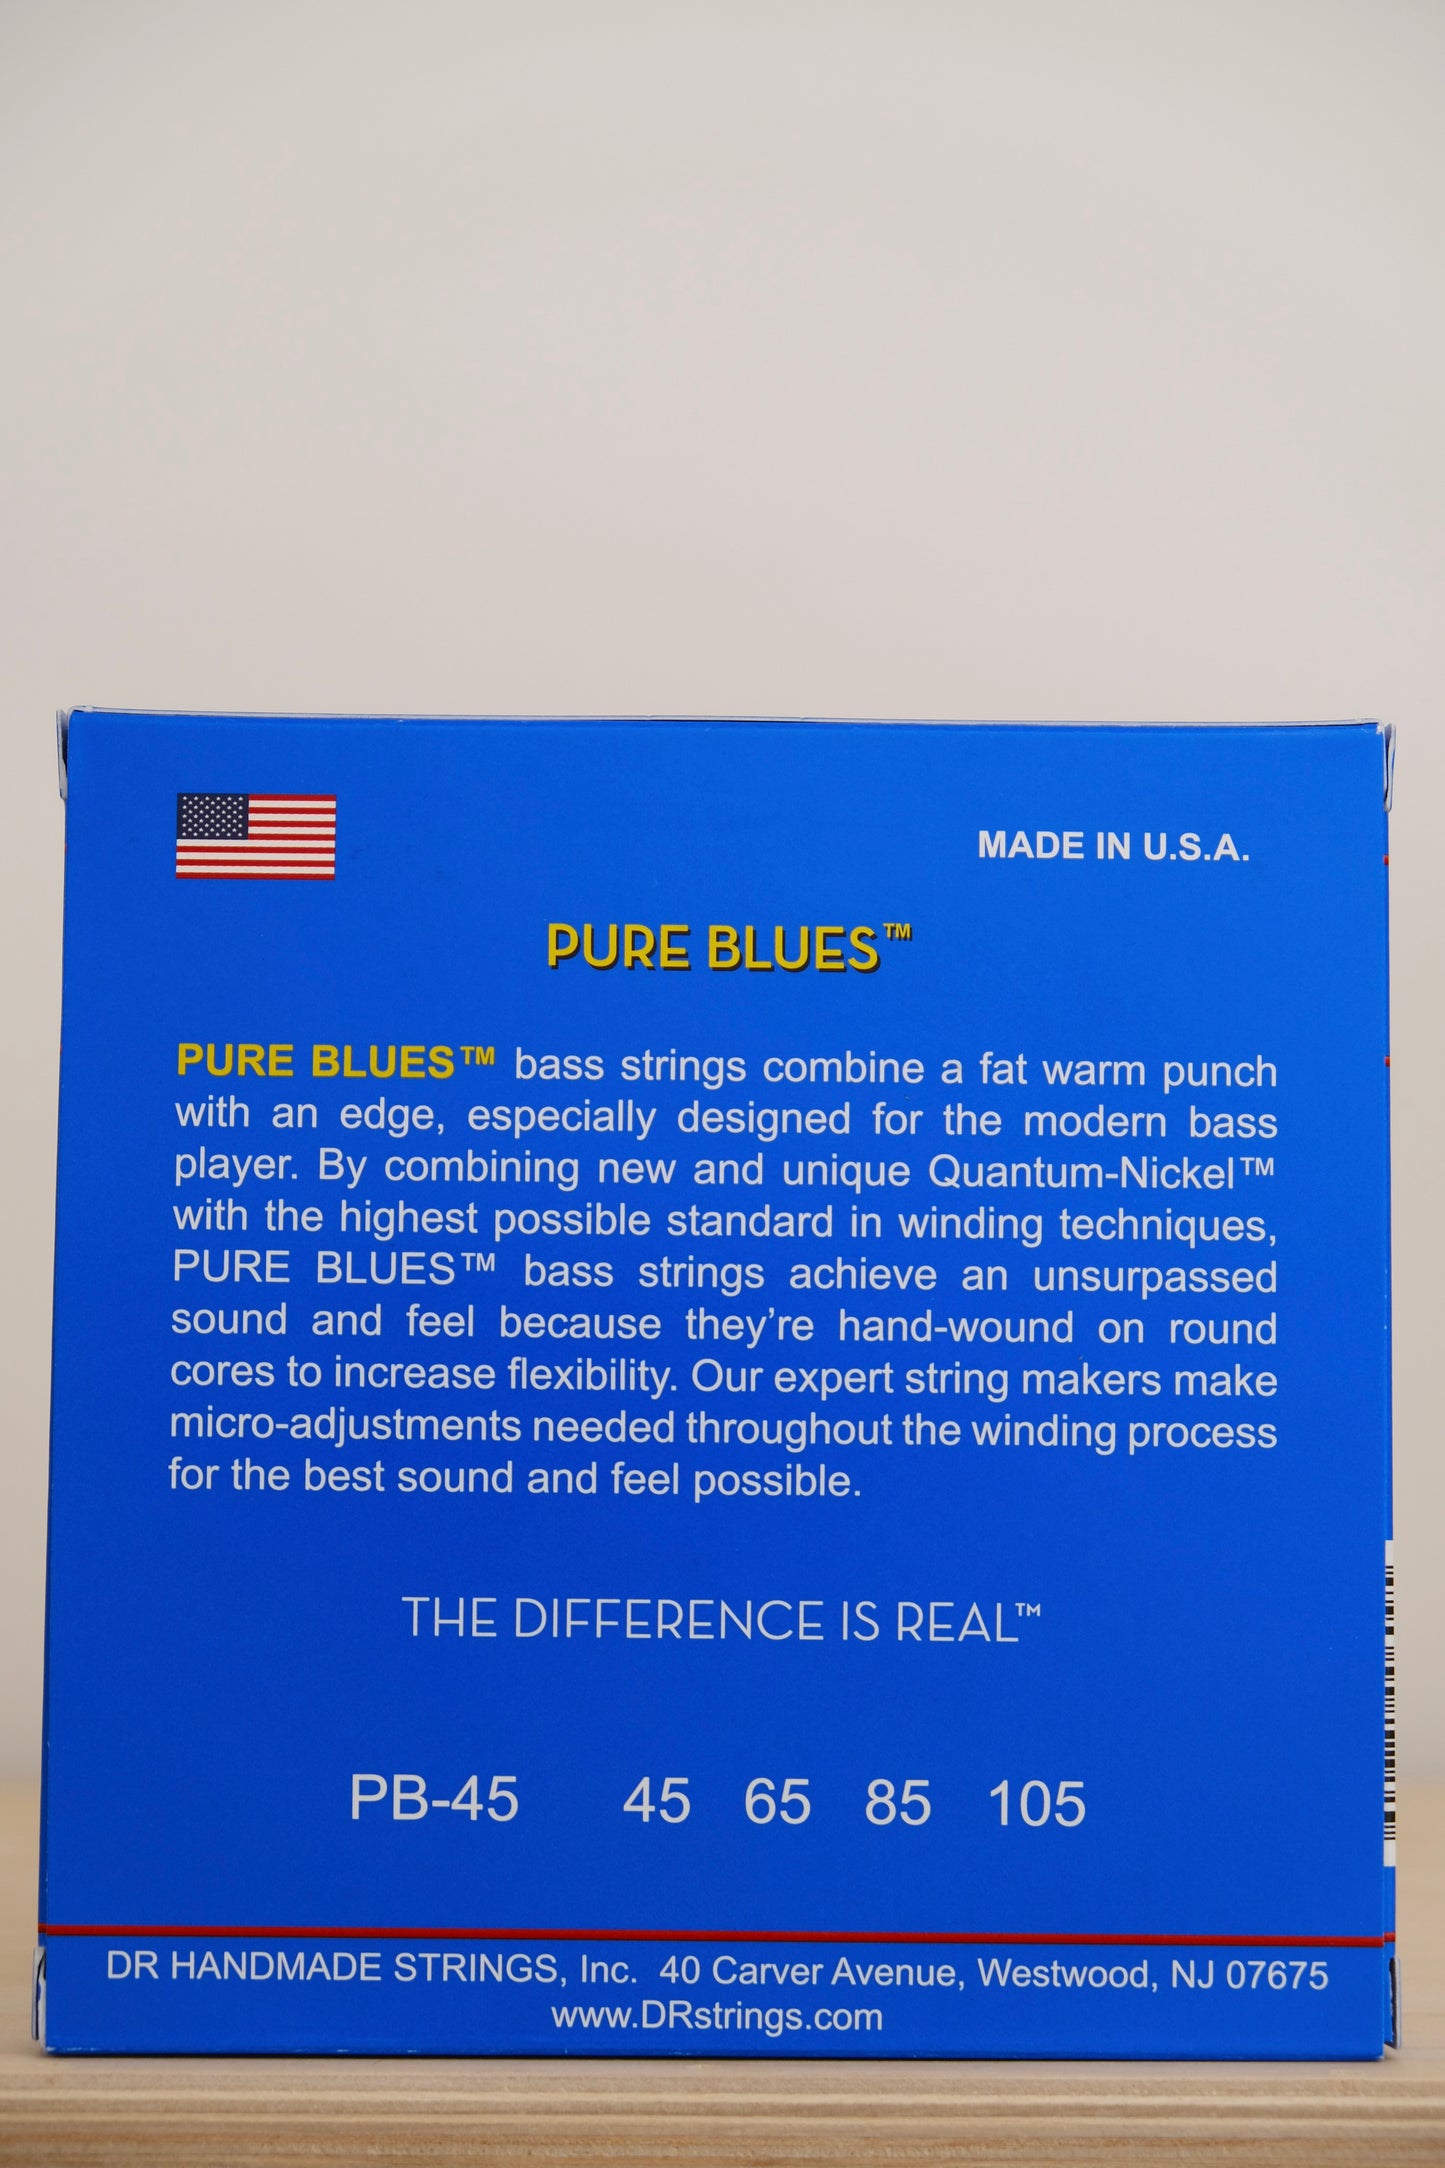 MADE IN U.S.A.
PURE BLUES™
PURE BLUES™ bass strings combine a fat warm punch
with an edge, especially designed for the modern bass
player. By combining new and unique Quantum-Nickel™
with the highest possible standard in winding techniques,
PURE BLUES™ bass strings achieve an unsurpassed
sound and feel because they’re hand-wound on round
cores to increase flexibility. Our expert string makers make
micro-adjustments needed throughout the winding process
for the best sound and feel possible.
THE DIFFERENCE IS REAL™
PB-45 45 65 85 105
DR HANDMADE STRINGS, Inc. 40 Carver Avenue, Westwood, NJ 07675
www.DRstrings.com